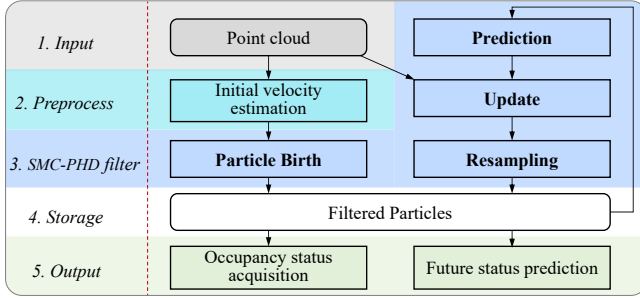 1. Input
Point cloud
Prediction
2. Preprocess
Initial velocity
estimation
Update
3. SMC-PHD filter
Particle Birth
Resampling
4. Storage
Filtered Particles
5. Output
Occupancy status
acquisition
Future status prediction